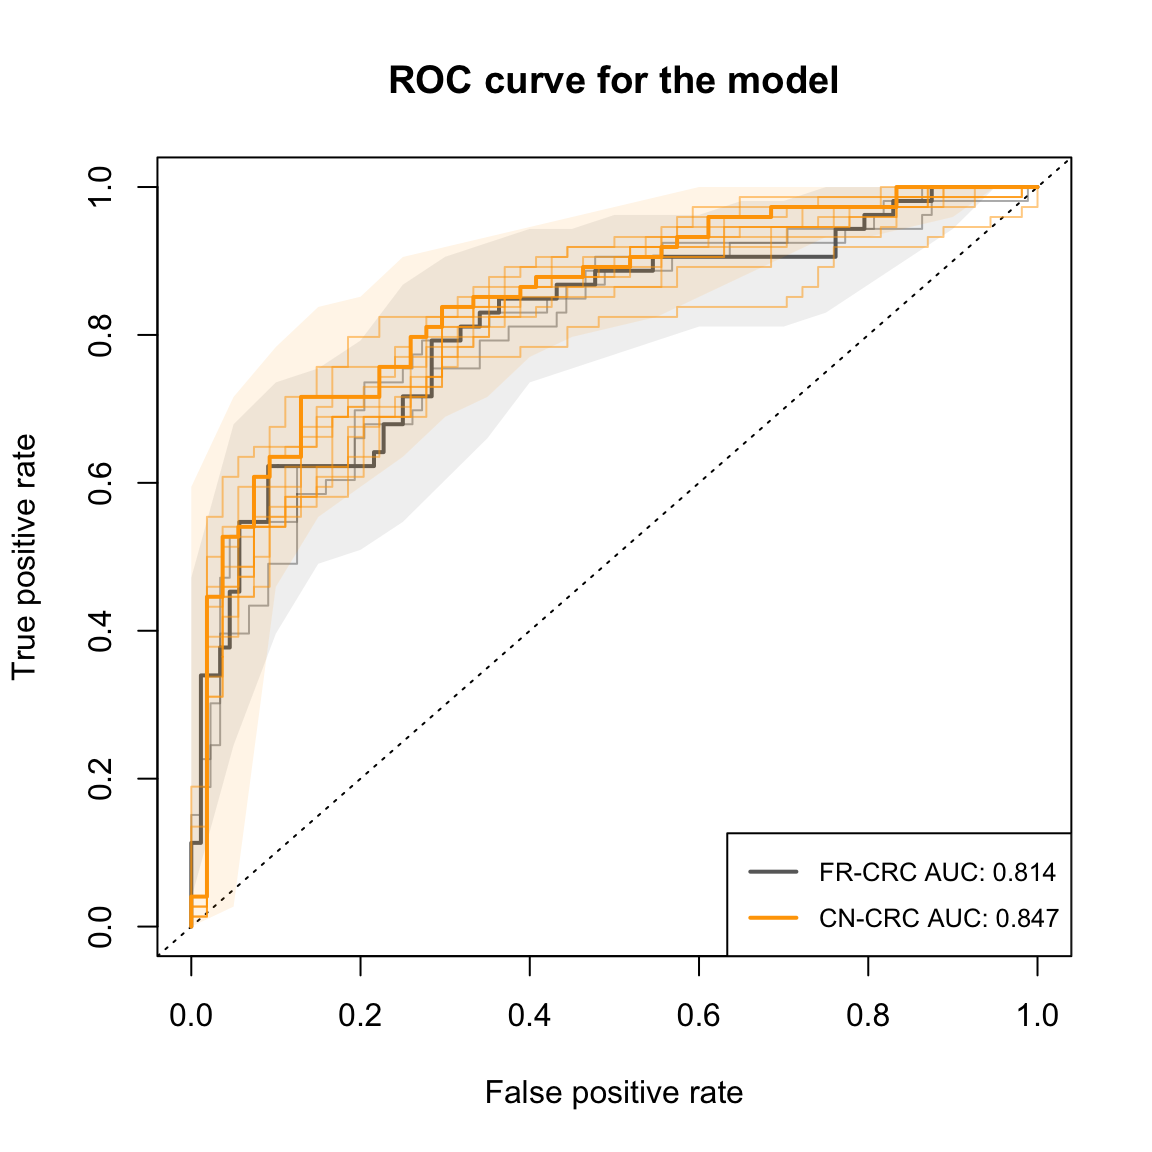 ROC curve for the model
True positive rate
1.0
0.8
0.6
0.4
0.2
0.0
FR-CRC AUC: 0.814
CN-CRC AUC: 0.847
0.0 0.2 0.4 0.6 0.8 1.0
False positive rate